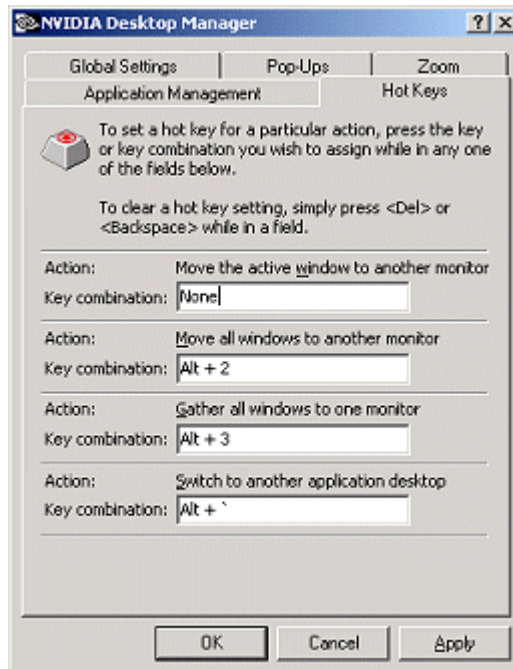 NVIDIA Desktop Manager
Global Settings Pop-Ups Zoom
Application Management Hot Keys
To set a hot key for a particular action, press the key
or key combination you wish to assign while in any one
of the fields below.
To clear a hot key setting, simply press <Del> or
<Backspace> while in a field.
Action: Move the active window to another monitor
Key combination: None
Action: Move all windows to another monitor
Key combination: Alt + 2
Action: Gather all windows to one monitor
Key combination: Alt + 3
Action: Switch to another application desktop
Key combination: Alt + `
OK Cancel Apply